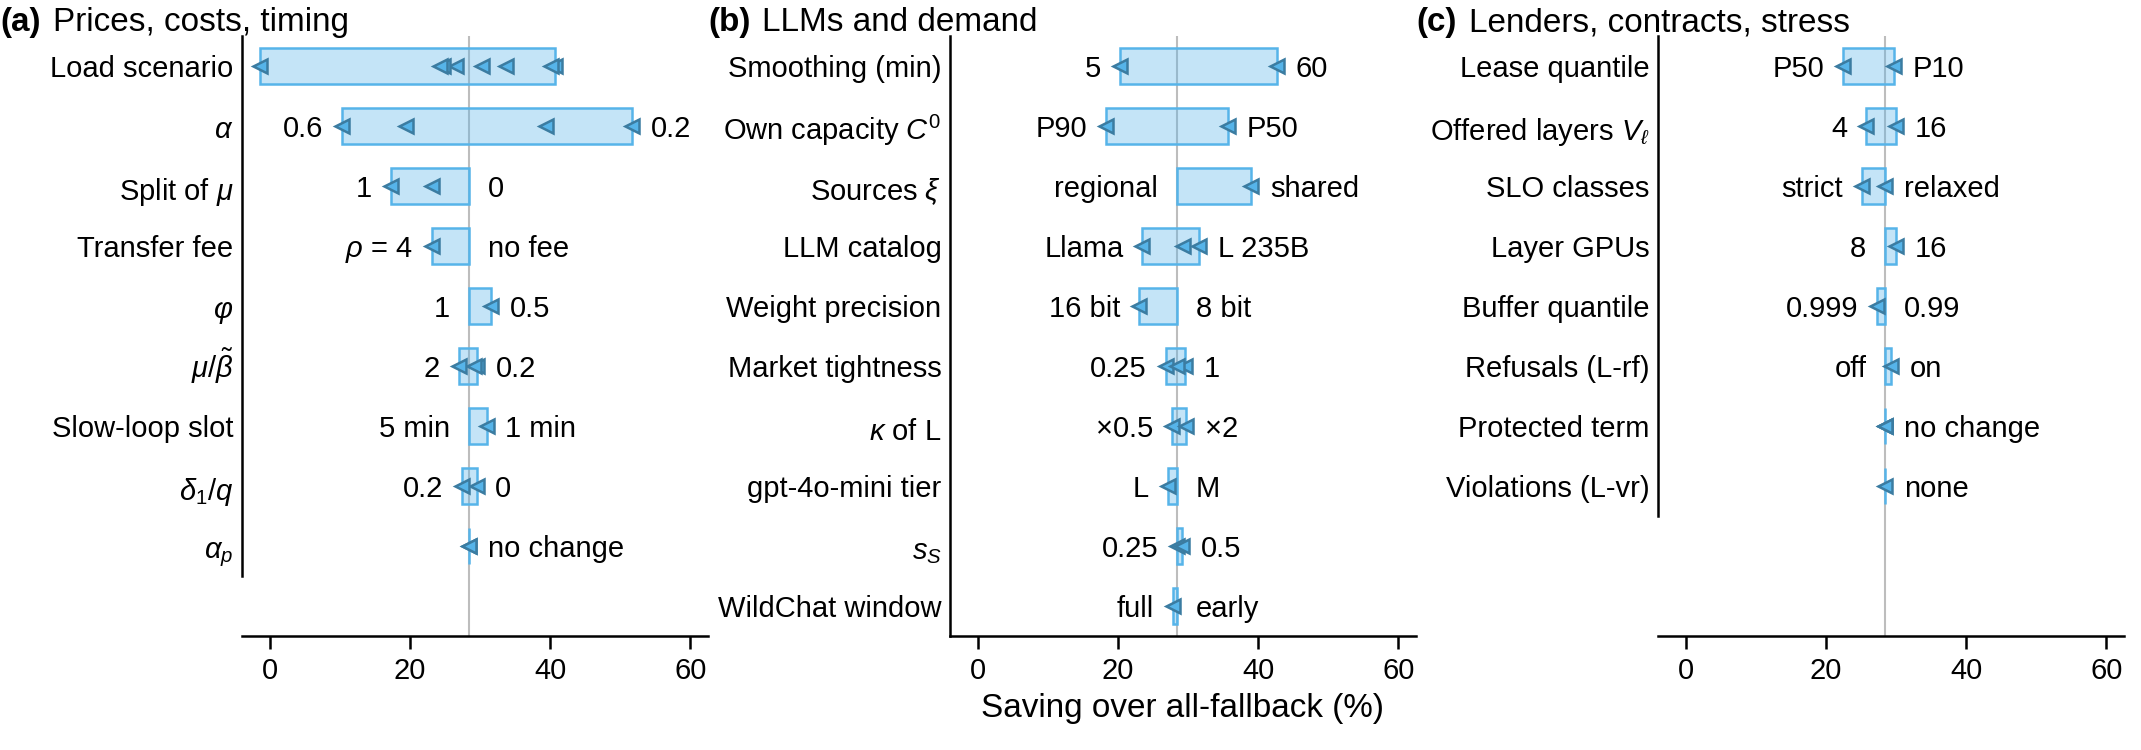 (a) Prices, costs, timing
Load scenario
α 0.6 0.2
Split of μ 1 0
Transfer fee ρ = 4 no fee
φ 1 0.5
μ/β̃ 2 0.2
Slow-loop slot 5 min 1 min
δ₁/q 0.2 0
αₚ no change
0 20 40 60
(b) LLMs and demand
Smoothing (min) 5 60
Own capacity C⁰ P90 P50
Sources ξ regional shared
LLM catalog Llama L 235B
Weight precision 16 bit 8 bit
Market tightness 0.25 1
κ of L ×0.5 ×2
gpt-4o-mini tier L M
s_S 0.25 0.5
WildChat window full early
0 20 40 60
Saving over all-fallback (%)
(c) Lenders, contracts, stress
Lease quantile P50 P10
Offered layers V_ℓ 4 16
SLO classes strict relaxed
Layer GPUs 8 16
Buffer quantile 0.999 0.99
Refusals (L-rf) off on
Protected term no change
Violations (L-vr) none
0 20 40 60